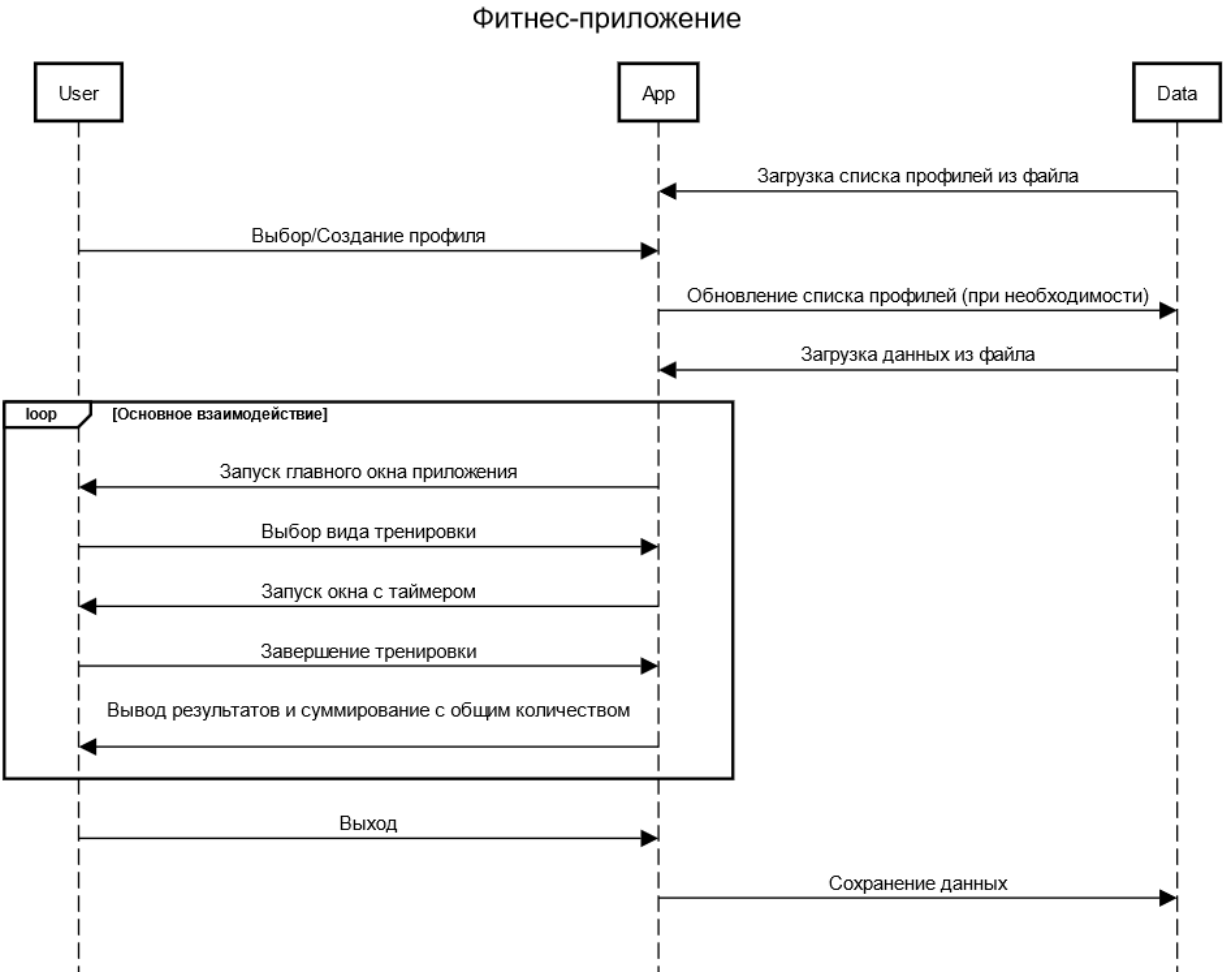 Фитнес-приложение
User
App
Data
Загрузка списка профилей из файла
Выбор/Создание профиля
Обновление списка профилей (при необходимости)
Загрузка данных из файла
loop
[Основное взаимодействие]
Запуск главного окна приложения
Выбор вида тренировки
Запуск окна с таймером
Завершение тренировки
Вывод результатов и суммирование с общим количеством
Выход
Сохранение данных